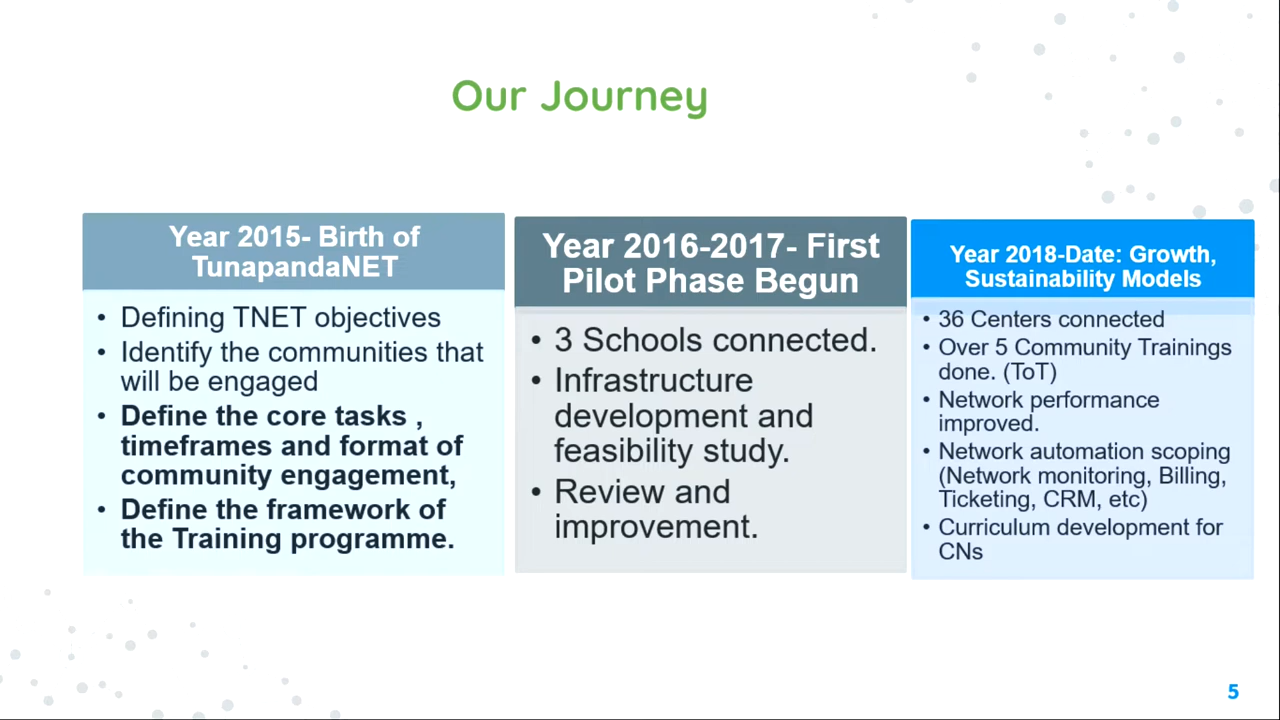 Our Journey
Year 2015- Birth of
TunapandaNET
• Defining TNET objectives
• Identify the communities that
will be engaged
• Define the core tasks ,
timeframes and format of
community engagement,
• Define the framework of
the Training programme.
Year 2016-2017- First
Pilot Phase Begun
• 3 Schools connected.
• Infrastructure
development and
feasibility study.
• Review and
improvement.
Year 2018-Date: Growth,
Sustainability Models
• 36 Centers connected
• Over 5 Community Trainings
done. (ToT)
• Network performance
improved.
• Network automation scoping
(Network monitoring, Billing,
Ticketing, CRM, etc)
• Curriculum development for
CNs
5